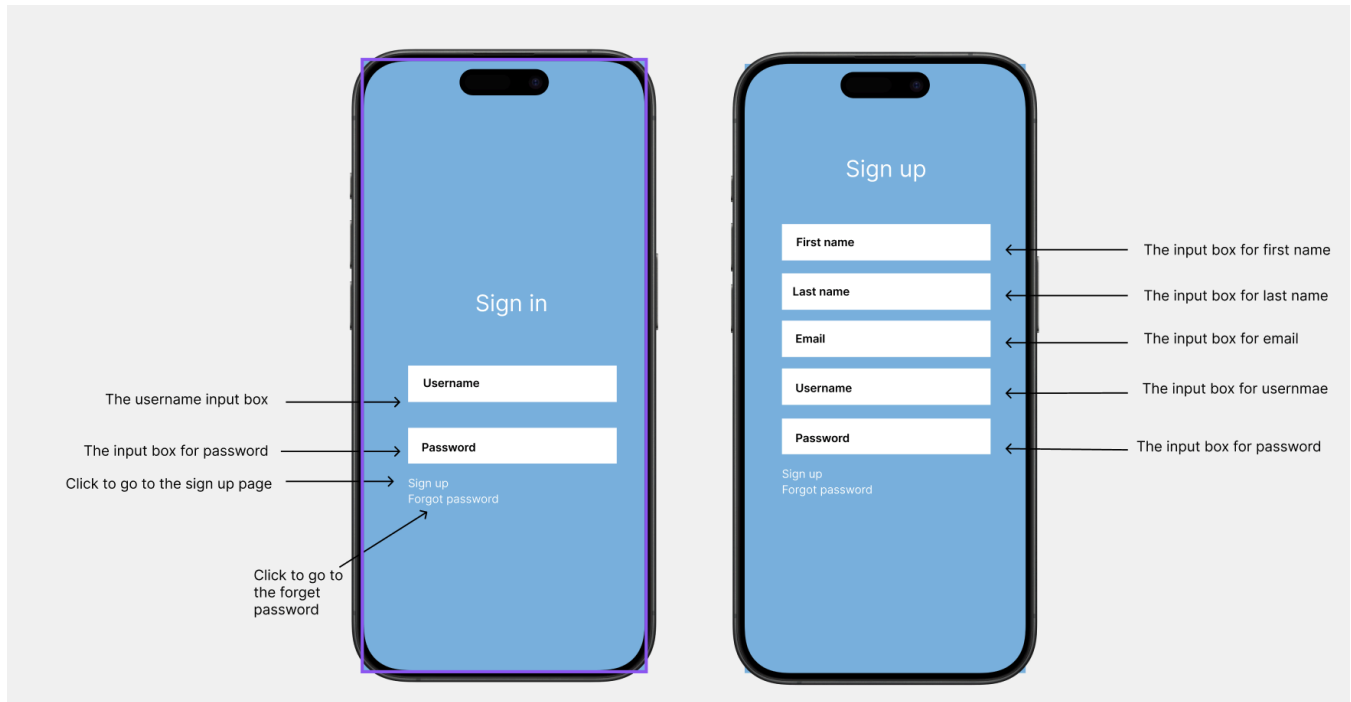 Sign in
Username
Password
Sign up
Forgot password
The username input box
The input box for password
Click to go to the sign up page
Click to go to
the forget
password
Sign up
First name
Last name
Email
Username
Password
Sign up
Forgot password
The input box for first name
The input box for last name
The input box for email
The input box for usernmae
The input box for password